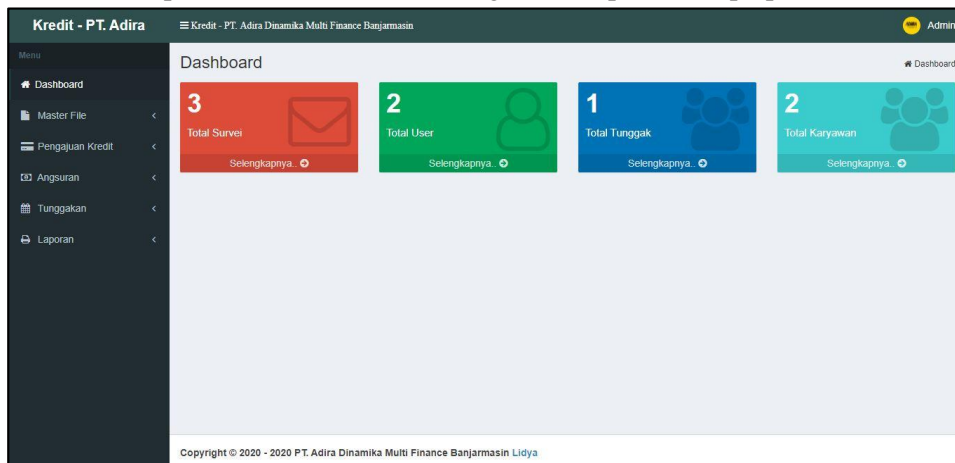 Kredit - PT. Adira
Kredit - PT. Adira Dinamika Multi Finance Banjarmasin
Admin
Menu
Dashboard
Master File
Pengajuan Kredit
Angsuran
Tunggakan
Laporan
Dashboard
Dashboard
3
Total Survei
Selengkapnya..
2
Total User
Selengkapnya..
1
Total Tunggak
Selengkapnya..
2
Total Karyawan
Selengkapnya..
Copyright © 2020 - 2020 PT. Adira Dinamika Multi Finance Banjarmasin Lidya